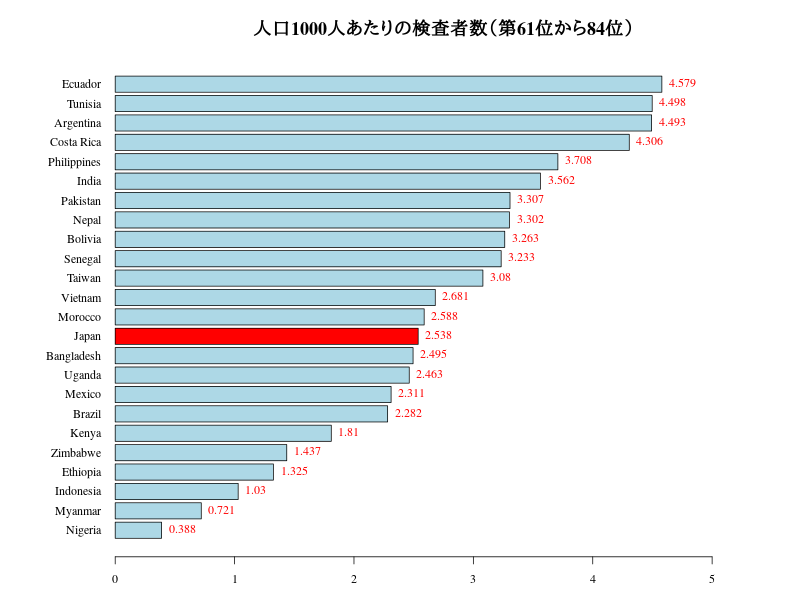 人口1000人あたりの検査者数（第61位から84位）
Ecuador 4.579
Tunisia 4.498
Argentina 4.493
Costa Rica 4.306
Philippines 3.708
India 3.562
Pakistan 3.307
Nepal 3.302
Bolivia 3.263
Senegal 3.233
Taiwan 3.08
Vietnam 2.681
Morocco 2.588
Japan 2.538
Bangladesh 2.495
Uganda 2.463
Mexico 2.311
Brazil 2.282
Kenya 1.81
Zimbabwe 1.437
Ethiopia 1.325
Indonesia 1.03
Myanmar 0.721
Nigeria 0.388
0 1 2 3 4 5